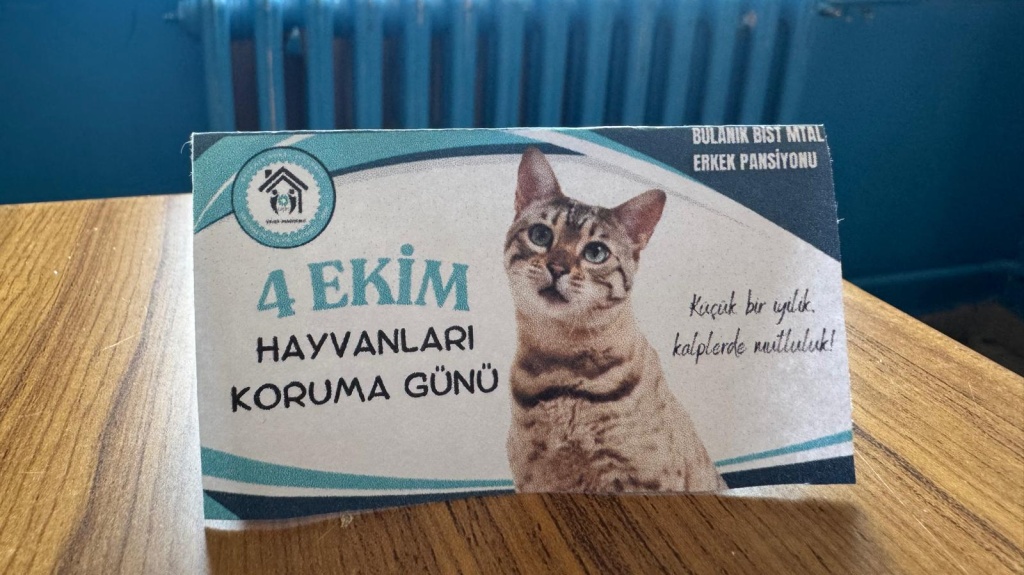 BULANIK BİST MTAL
ERKEK PANSİYONU
4 EKİM
HAYVANLARI
KORUMA GÜNÜ
Küçük bir iyilik,
kalplerde mutluluk!